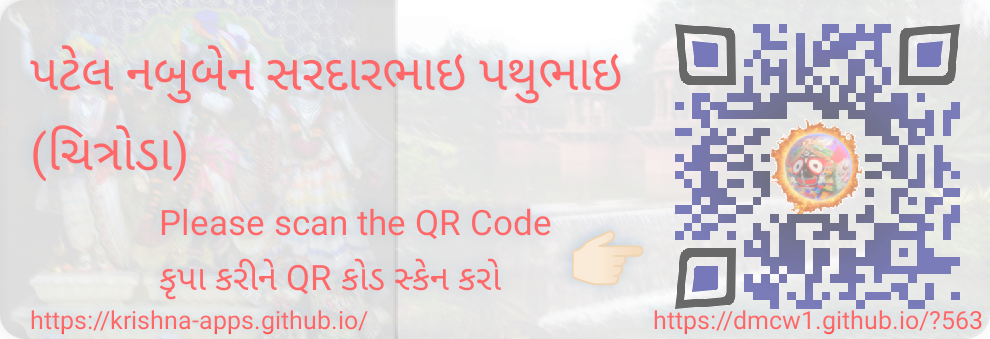 પટેલ નબુબેન સરદારભાઇ પથુભાઇ
(ચિત્રોડા)
Please scan the QR Code
કૃપા કરીને QR કોડ સ્કેન કરો
https://krishna-apps.github.io/
https://dmcw1.github.io/?563